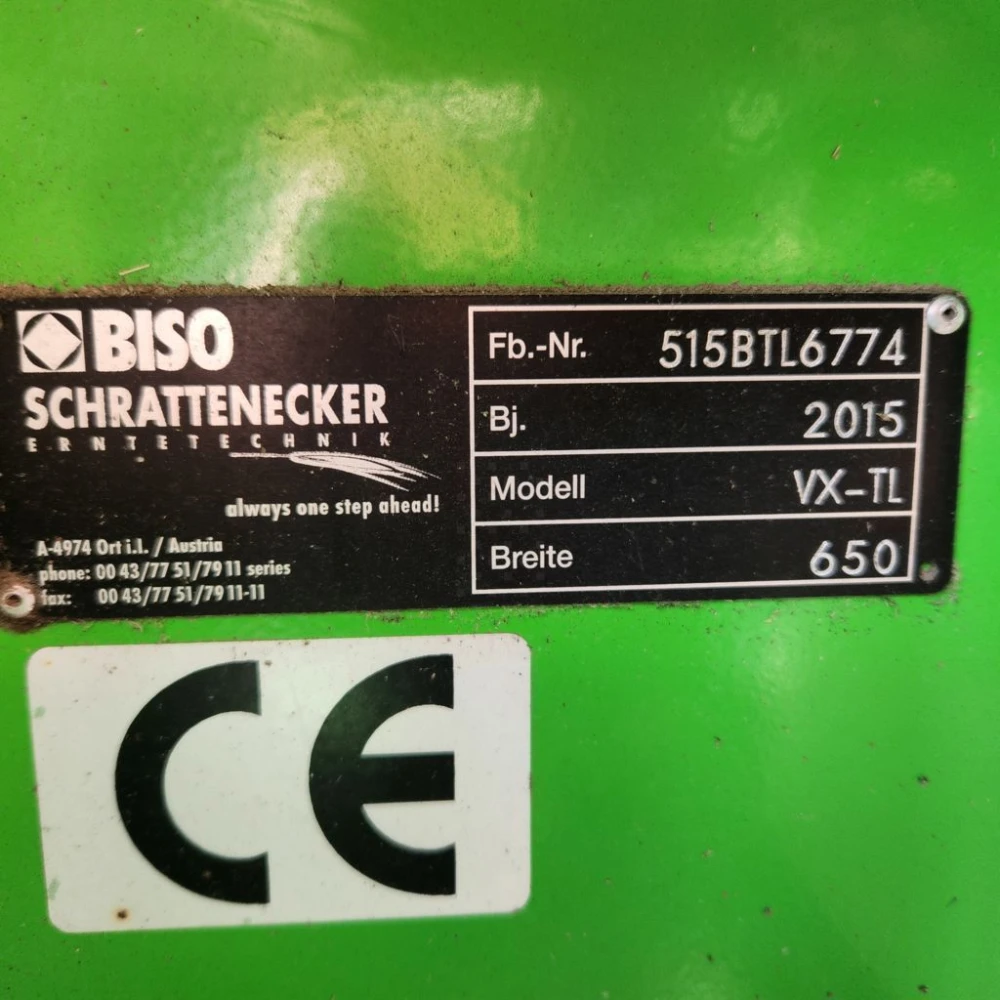 BISO
SCHRATTENECKER
ERNTETECHNIK
always one step ahead!
A-4974 Ort i.I. / Austria
phone: 00 43/77 51/79 11 series
fax: 00 43/77 51/79 11-11
Fb.-Nr. 515BTL6774
Bj. 2015
Modell VX-TL
Breite 650
CE